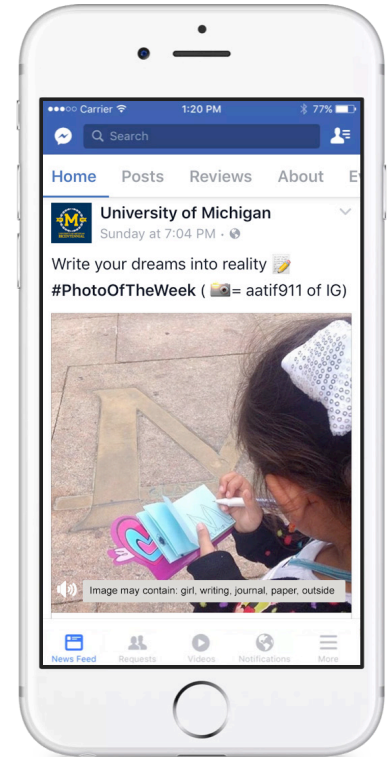 Carrier 1:20 PM 77%
Search
Home Posts Reviews About E
University of Michigan
Sunday at 7:04 PM
Write your dreams into reality
#PhotoOfTheWeek ( = aatif911 of IG)
M
Image may contain: girl, writing, journal, paper, outside
News Feed Requests Videos Notifications More